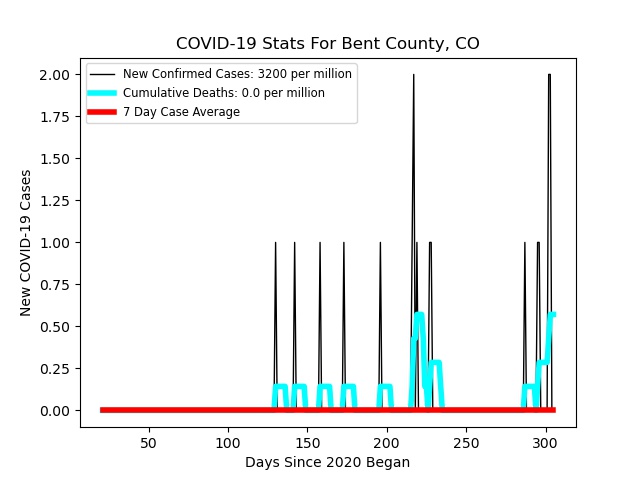 COVID-19 Stats For Bent County, CO
New Confirmed Cases: 3200 per million
Cumulative Deaths: 0.0 per million
7 Day Case Average
New COVID-19 Cases
2.00
1.75
1.50
1.25
1.00
0.75
0.50
0.25
0.00
50 100 150 200 250 300
Days Since 2020 Began